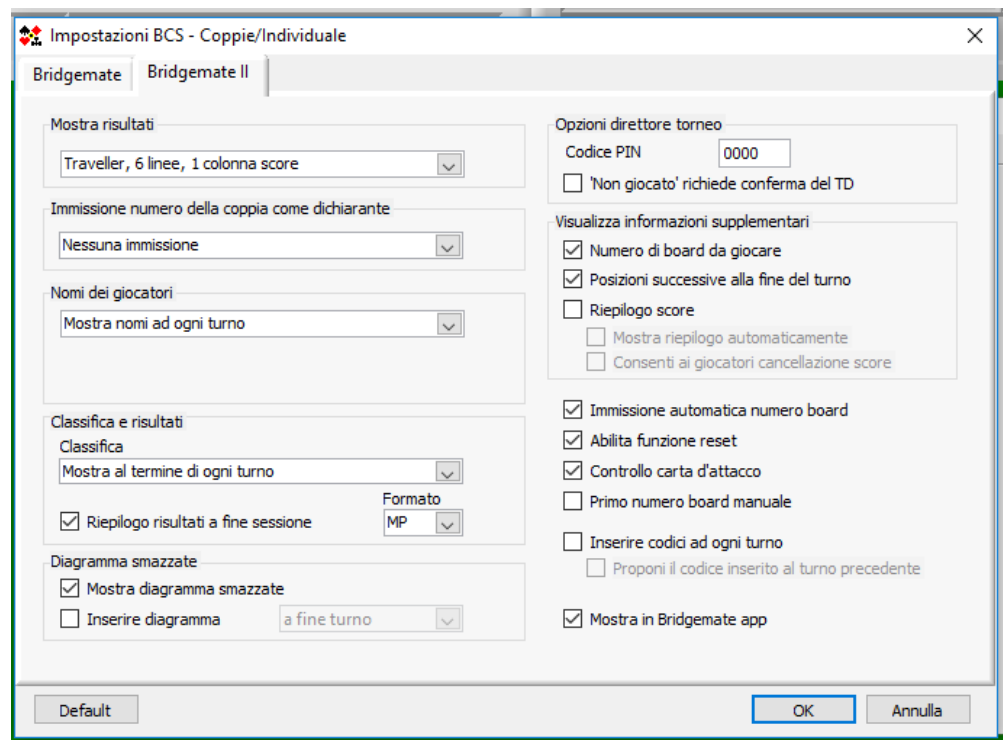 Impostazioni BCS - Coppie/Individuale
Bridgemate
Bridgemate II
Mostra risultati
Traveller, 6 linee, 1 colonna score
Immissione numero della coppia come dichiarante
Nessuna immissione
Nomi dei giocatori
Mostra nomi ad ogni turno
Classifica e risultati
Classifica
Mostra al termine di ogni turno
Formato
Riepilogo risultati a fine sessione
MP
Diagramma smazzate
Mostra diagramma smazzate
Inserire diagramma
a fine turno
Opzioni direttore torneo
Codice PIN
0000
'Non giocato' richiede conferma del TD
Visualizza informazioni supplementari
Numero di board da giocare
Posizioni successive alla fine del turno
Riepilogo score
Mostra riepilogo automaticamente
Consenti ai giocatori cancellazione score
Immissione automatica numero board
Abilita funzione reset
Controllo carta d'attacco
Primo numero board manuale
Inserire codici ad ogni turno
Proponi il codice inserito al turno precedente
Mostra in Bridgemate app
Default
OK
Annulla